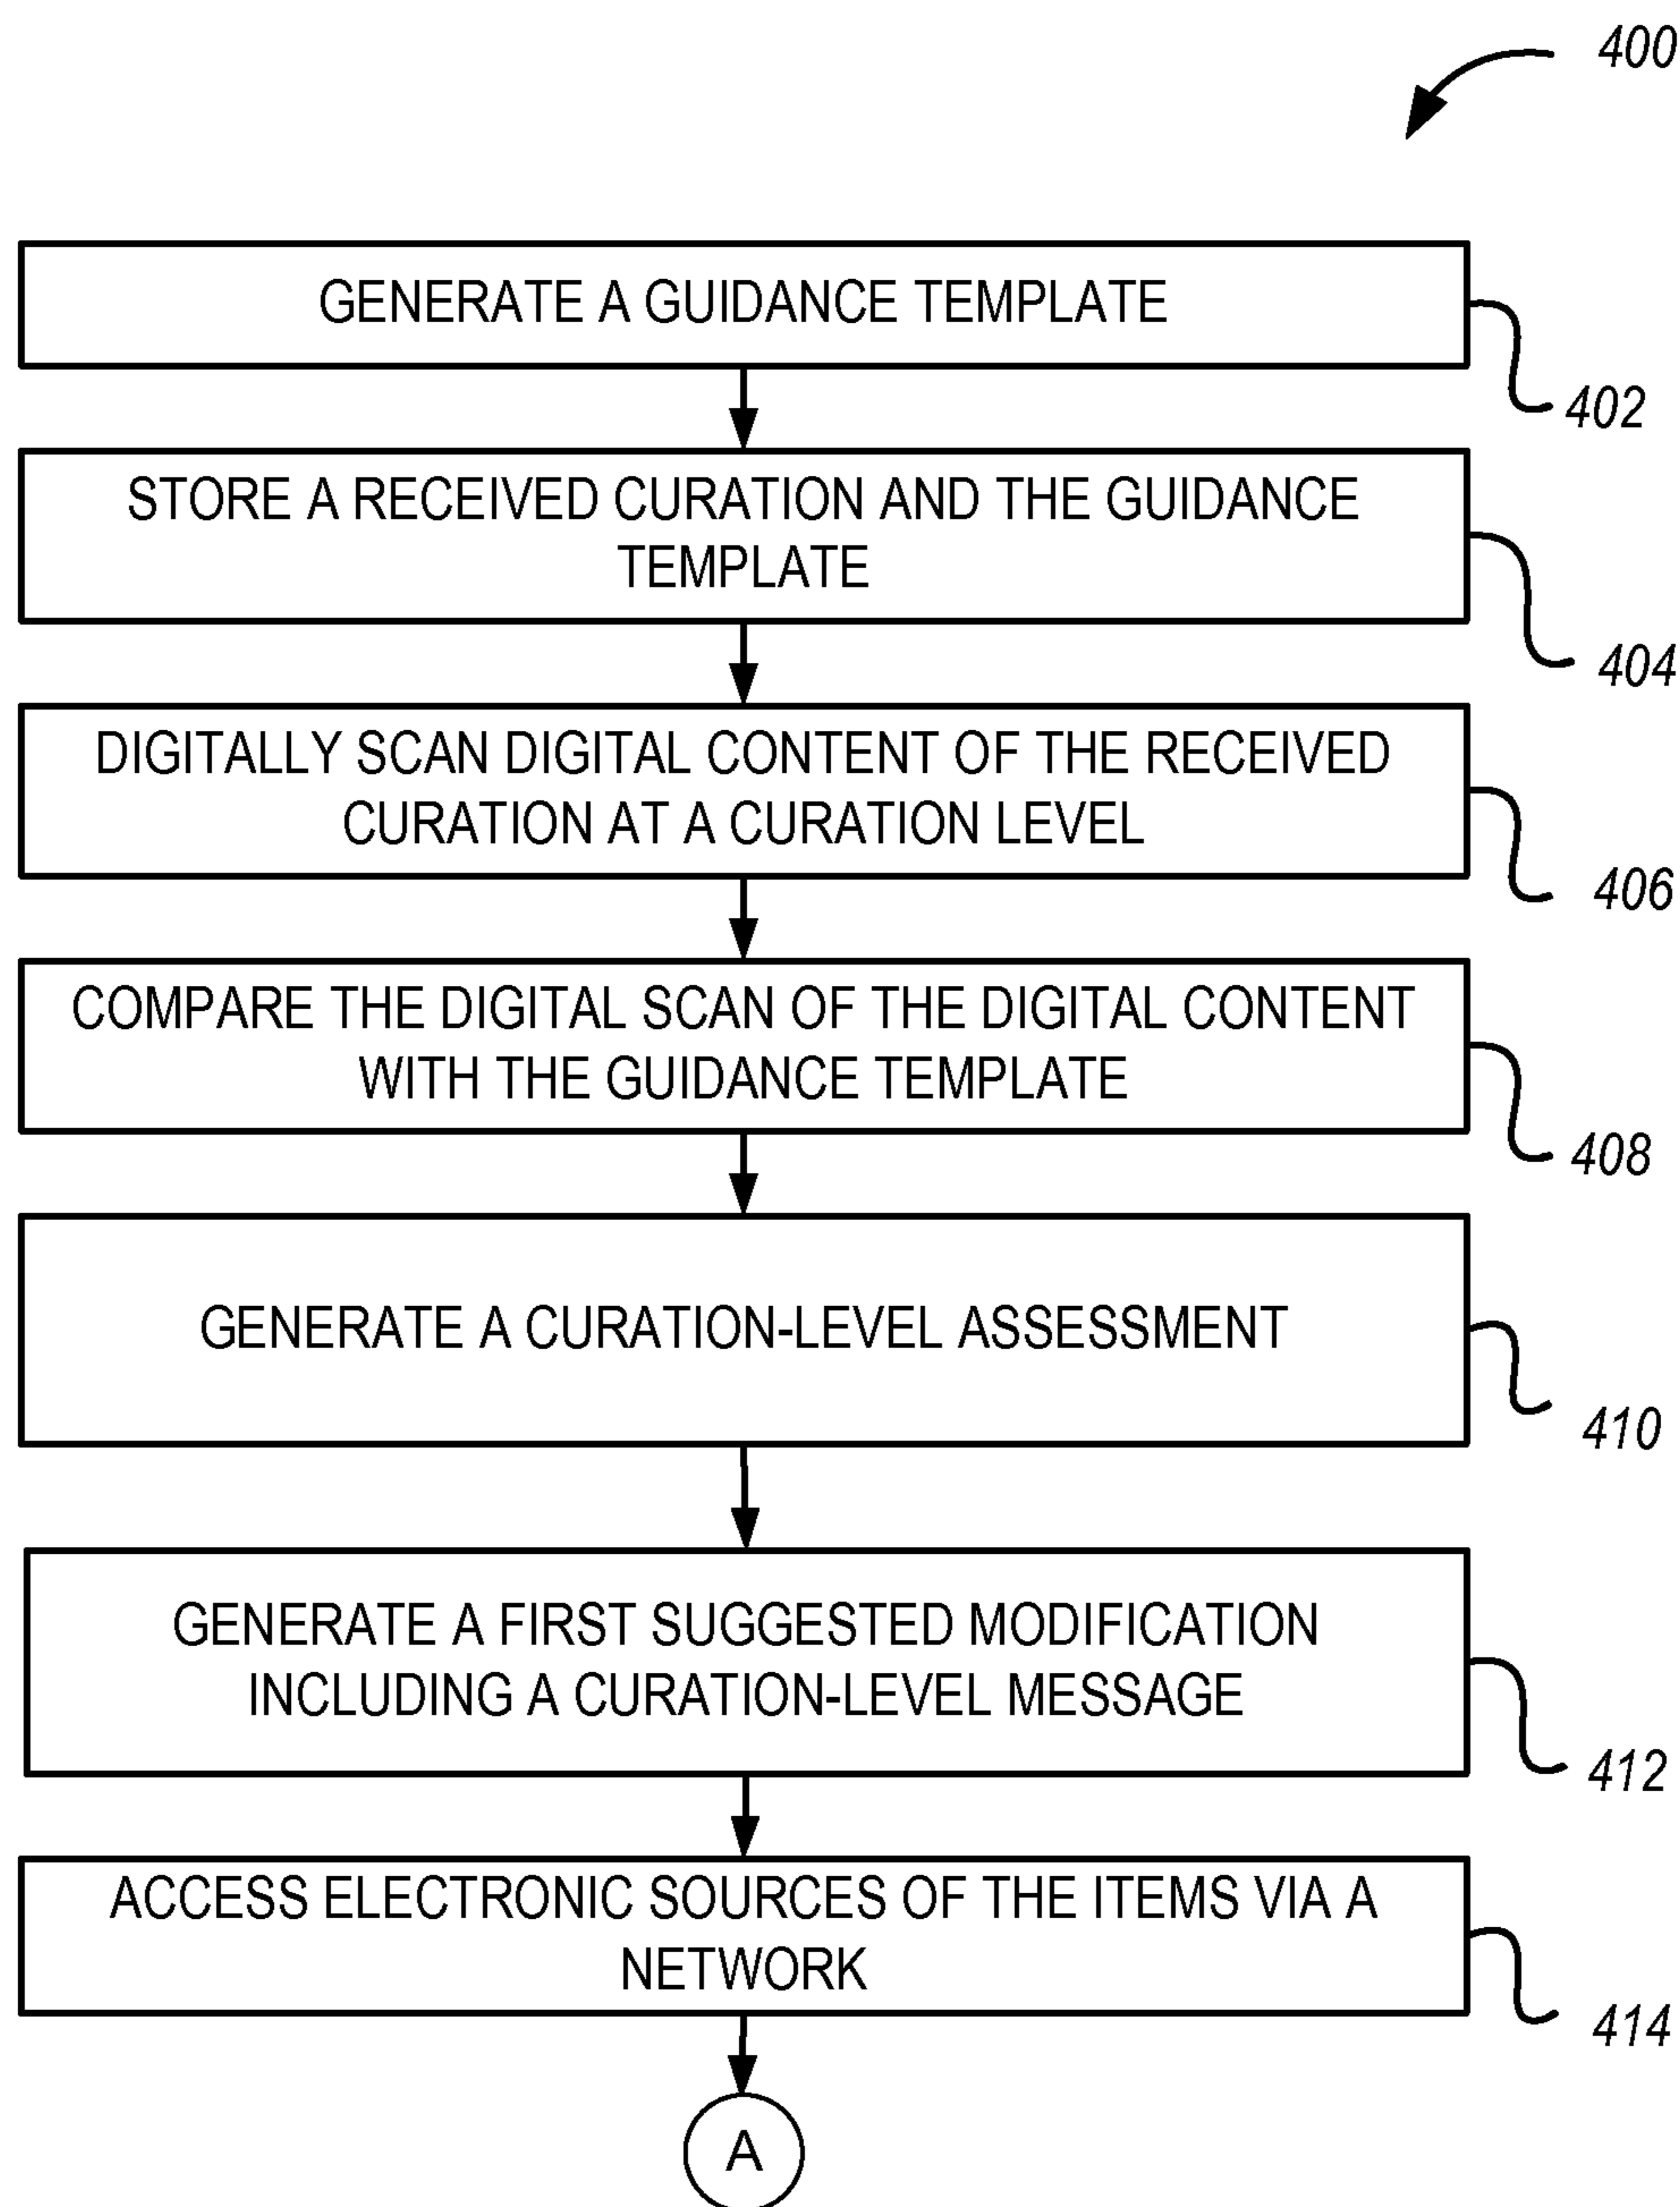 400
GENERATE A GUIDANCE TEMPLATE
402
STORE A RECEIVED CURATION AND THE GUIDANCE
TEMPLATE
404
DIGITALLY SCAN DIGITAL CONTENT OF THE RECEIVED
CURATION AT A CURATION LEVEL
406
COMPARE THE DIGITAL SCAN OF THE DIGITAL CONTENT
WITH THE GUIDANCE TEMPLATE
408
GENERATE A CURATION-LEVEL ASSESSMENT
410
GENERATE A FIRST SUGGESTED MODIFICATION
INCLUDING A CURATION-LEVEL MESSAGE
412
ACCESS ELECTRONIC SOURCES OF THE ITEMS VIA A
NETWORK
414
A